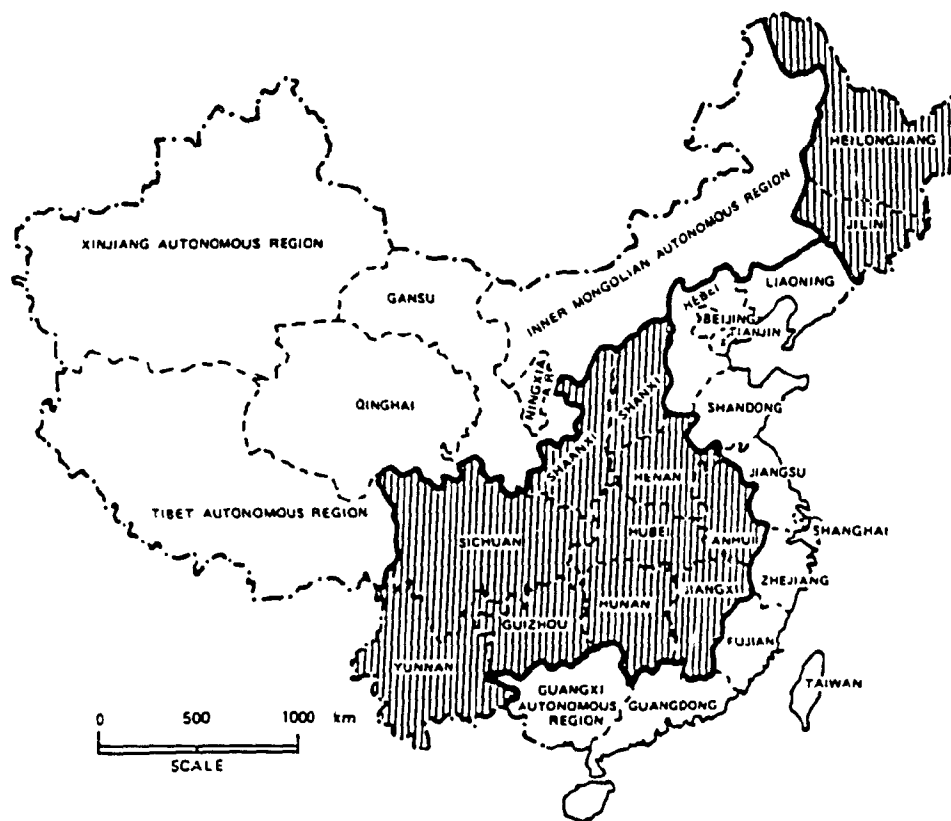 HEILONGJIANG
JILIN
INNER MONGOLIAN AUTONOMOUS REGION
XINJIANG AUTONOMOUS REGION
GANSU
LIAONING
HEBEI
BEIJING
TIANJIN
NINGXIA
QINGHAI
SHANXI
SHANDONG
SHAANXI
HENAN
JIANGSU
TIBET AUTONOMOUS REGION
SICHUAN
HUBEI
ANHUI
SHANGHAI
ZHEJIANG
JIANGXI
HUNAN
GUIZHOU
FUJIAN
YUNNAN
TAIWAN
GUANGXI
AUTONOMOUS
REGION
GUANGDONG
0 500 1000 km
SCALE